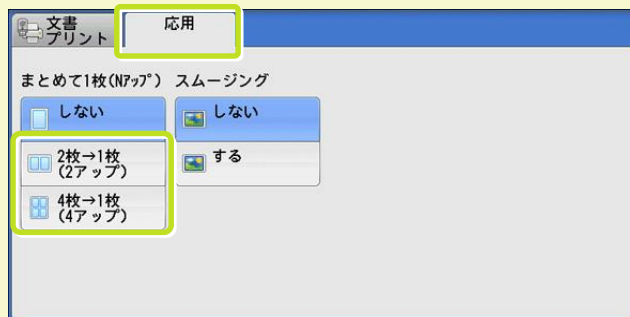 文書
プリント
応用
まとめて1枚(Nアップ)
スムージング
しない
しない
2枚→1枚
(2アップ)
する
4枚→1枚
(4アップ)